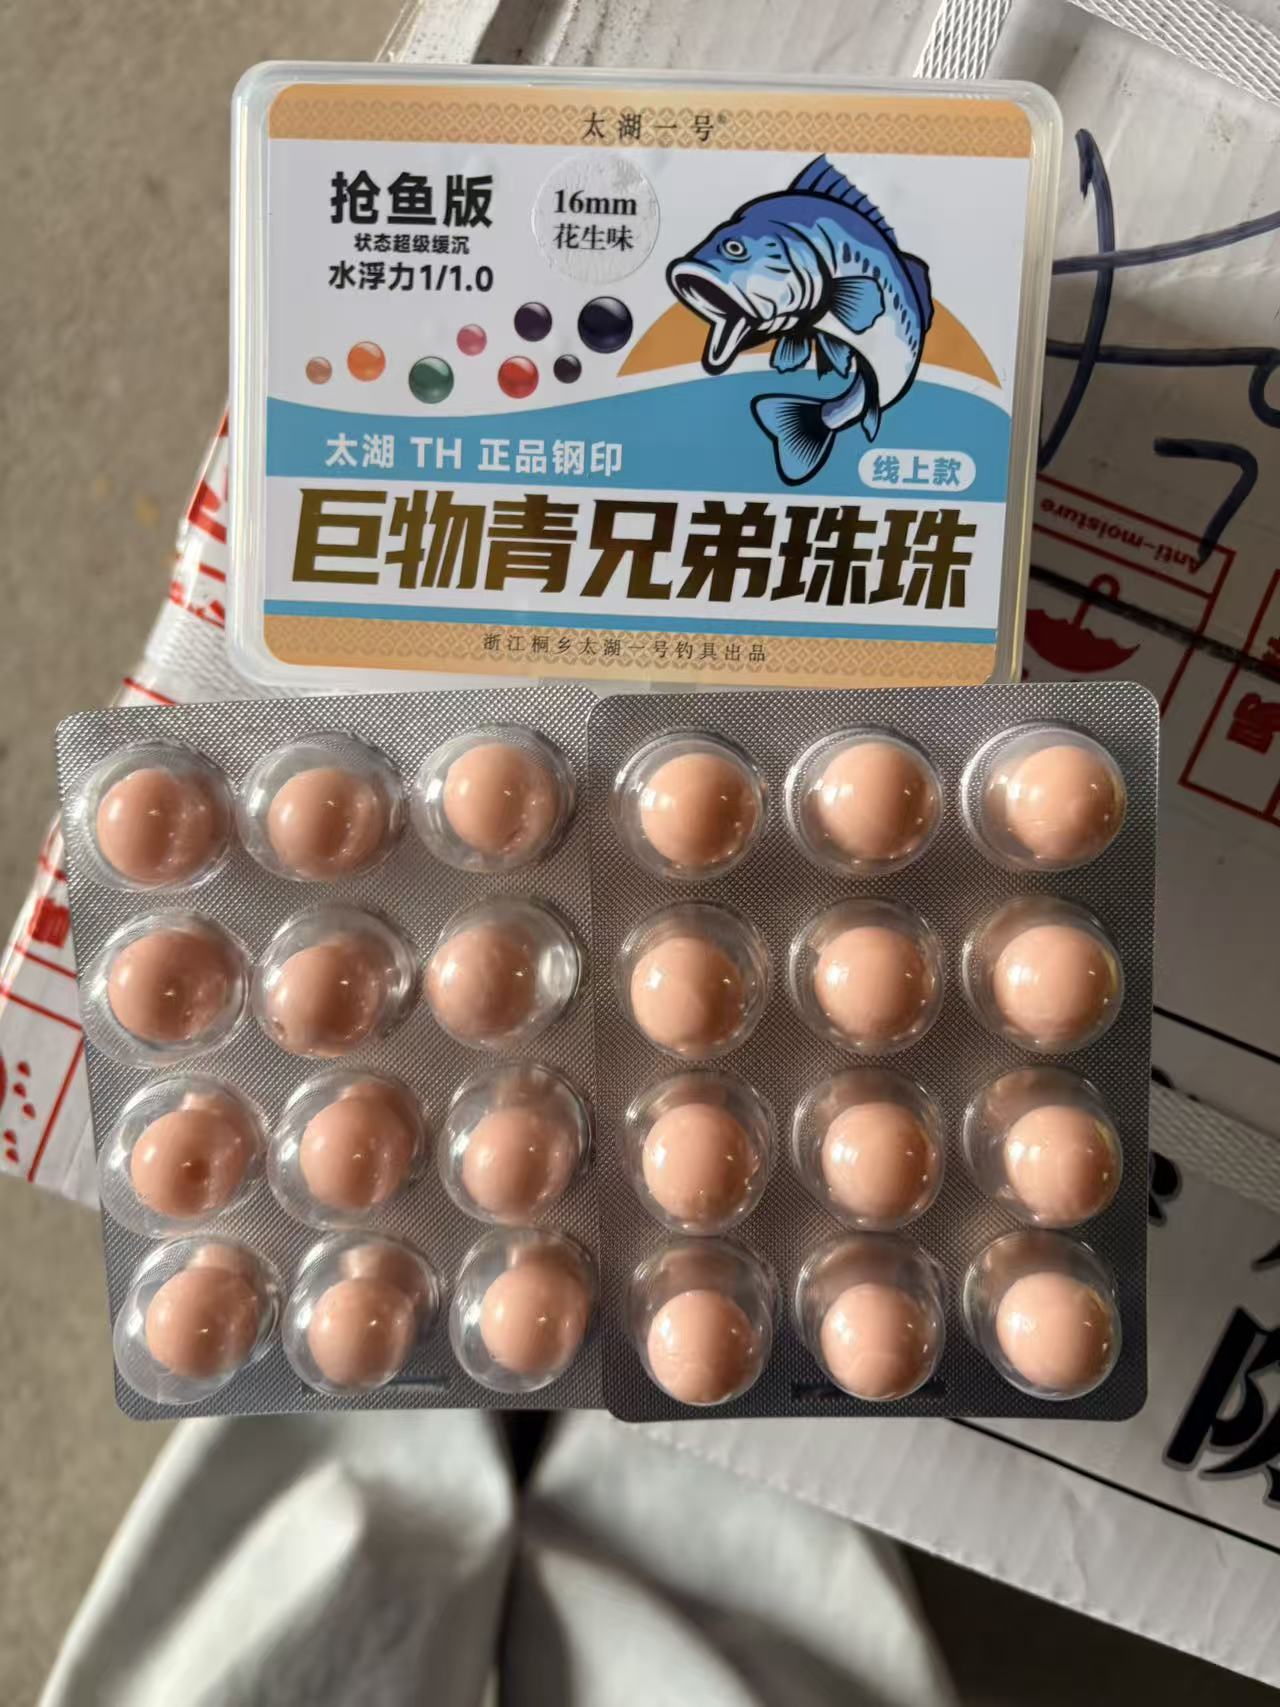 太湖一号®
抢鱼版
状态超级缓沉
水浮力1/1.0
16mm
花生味
太湖 TH 正品钢印
线上款
巨物青兄弟珠珠
浙江桐乡太湖一号钓具出品
Anti-moisture